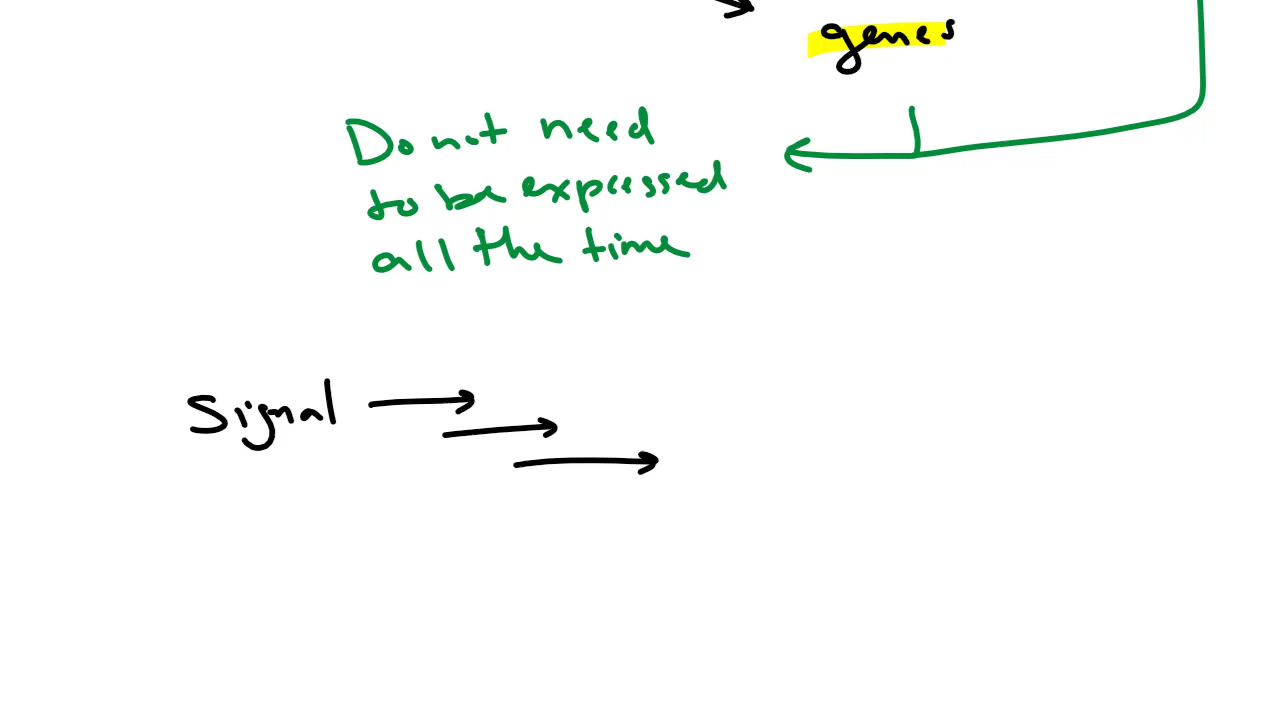 genes
Do not need
to be expressed
all the time
Signal